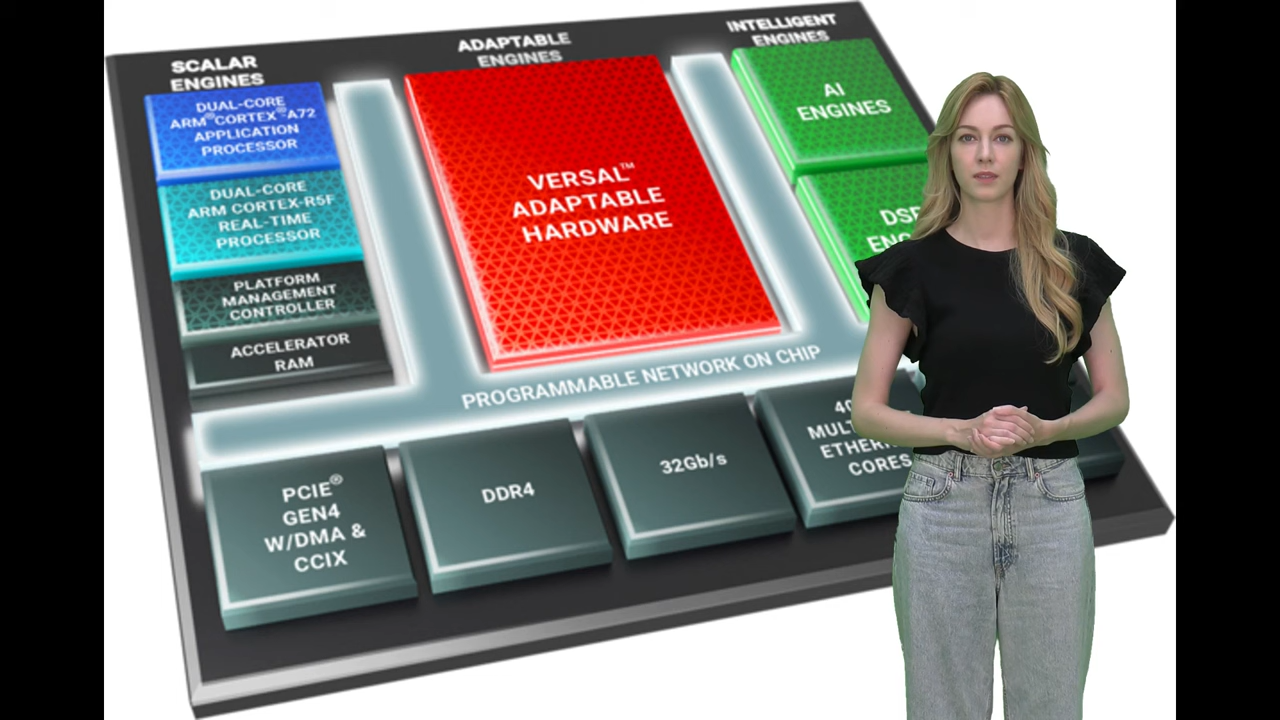 SCALAR
ENGINES
ADAPTABLE
ENGINES
INTELLIGENT
ENGINES
DUAL-CORE
ARM®CORTEX®A72
APPLICATION
PROCESSOR
DUAL-CORE
ARM CORTEX-R5F
REAL-TIME
PROCESSOR
PLATFORM
MANAGEMENT
CONTROLLER
ACCELERATOR
RAM
VERSAL™
ADAPTABLE
HARDWARE
AI
ENGINES
PROGRAMMABLE NETWORK ON CHIP
PCIE®
GEN4
W/DMA &
CCIX
DDR4
32Gb/s
CORES